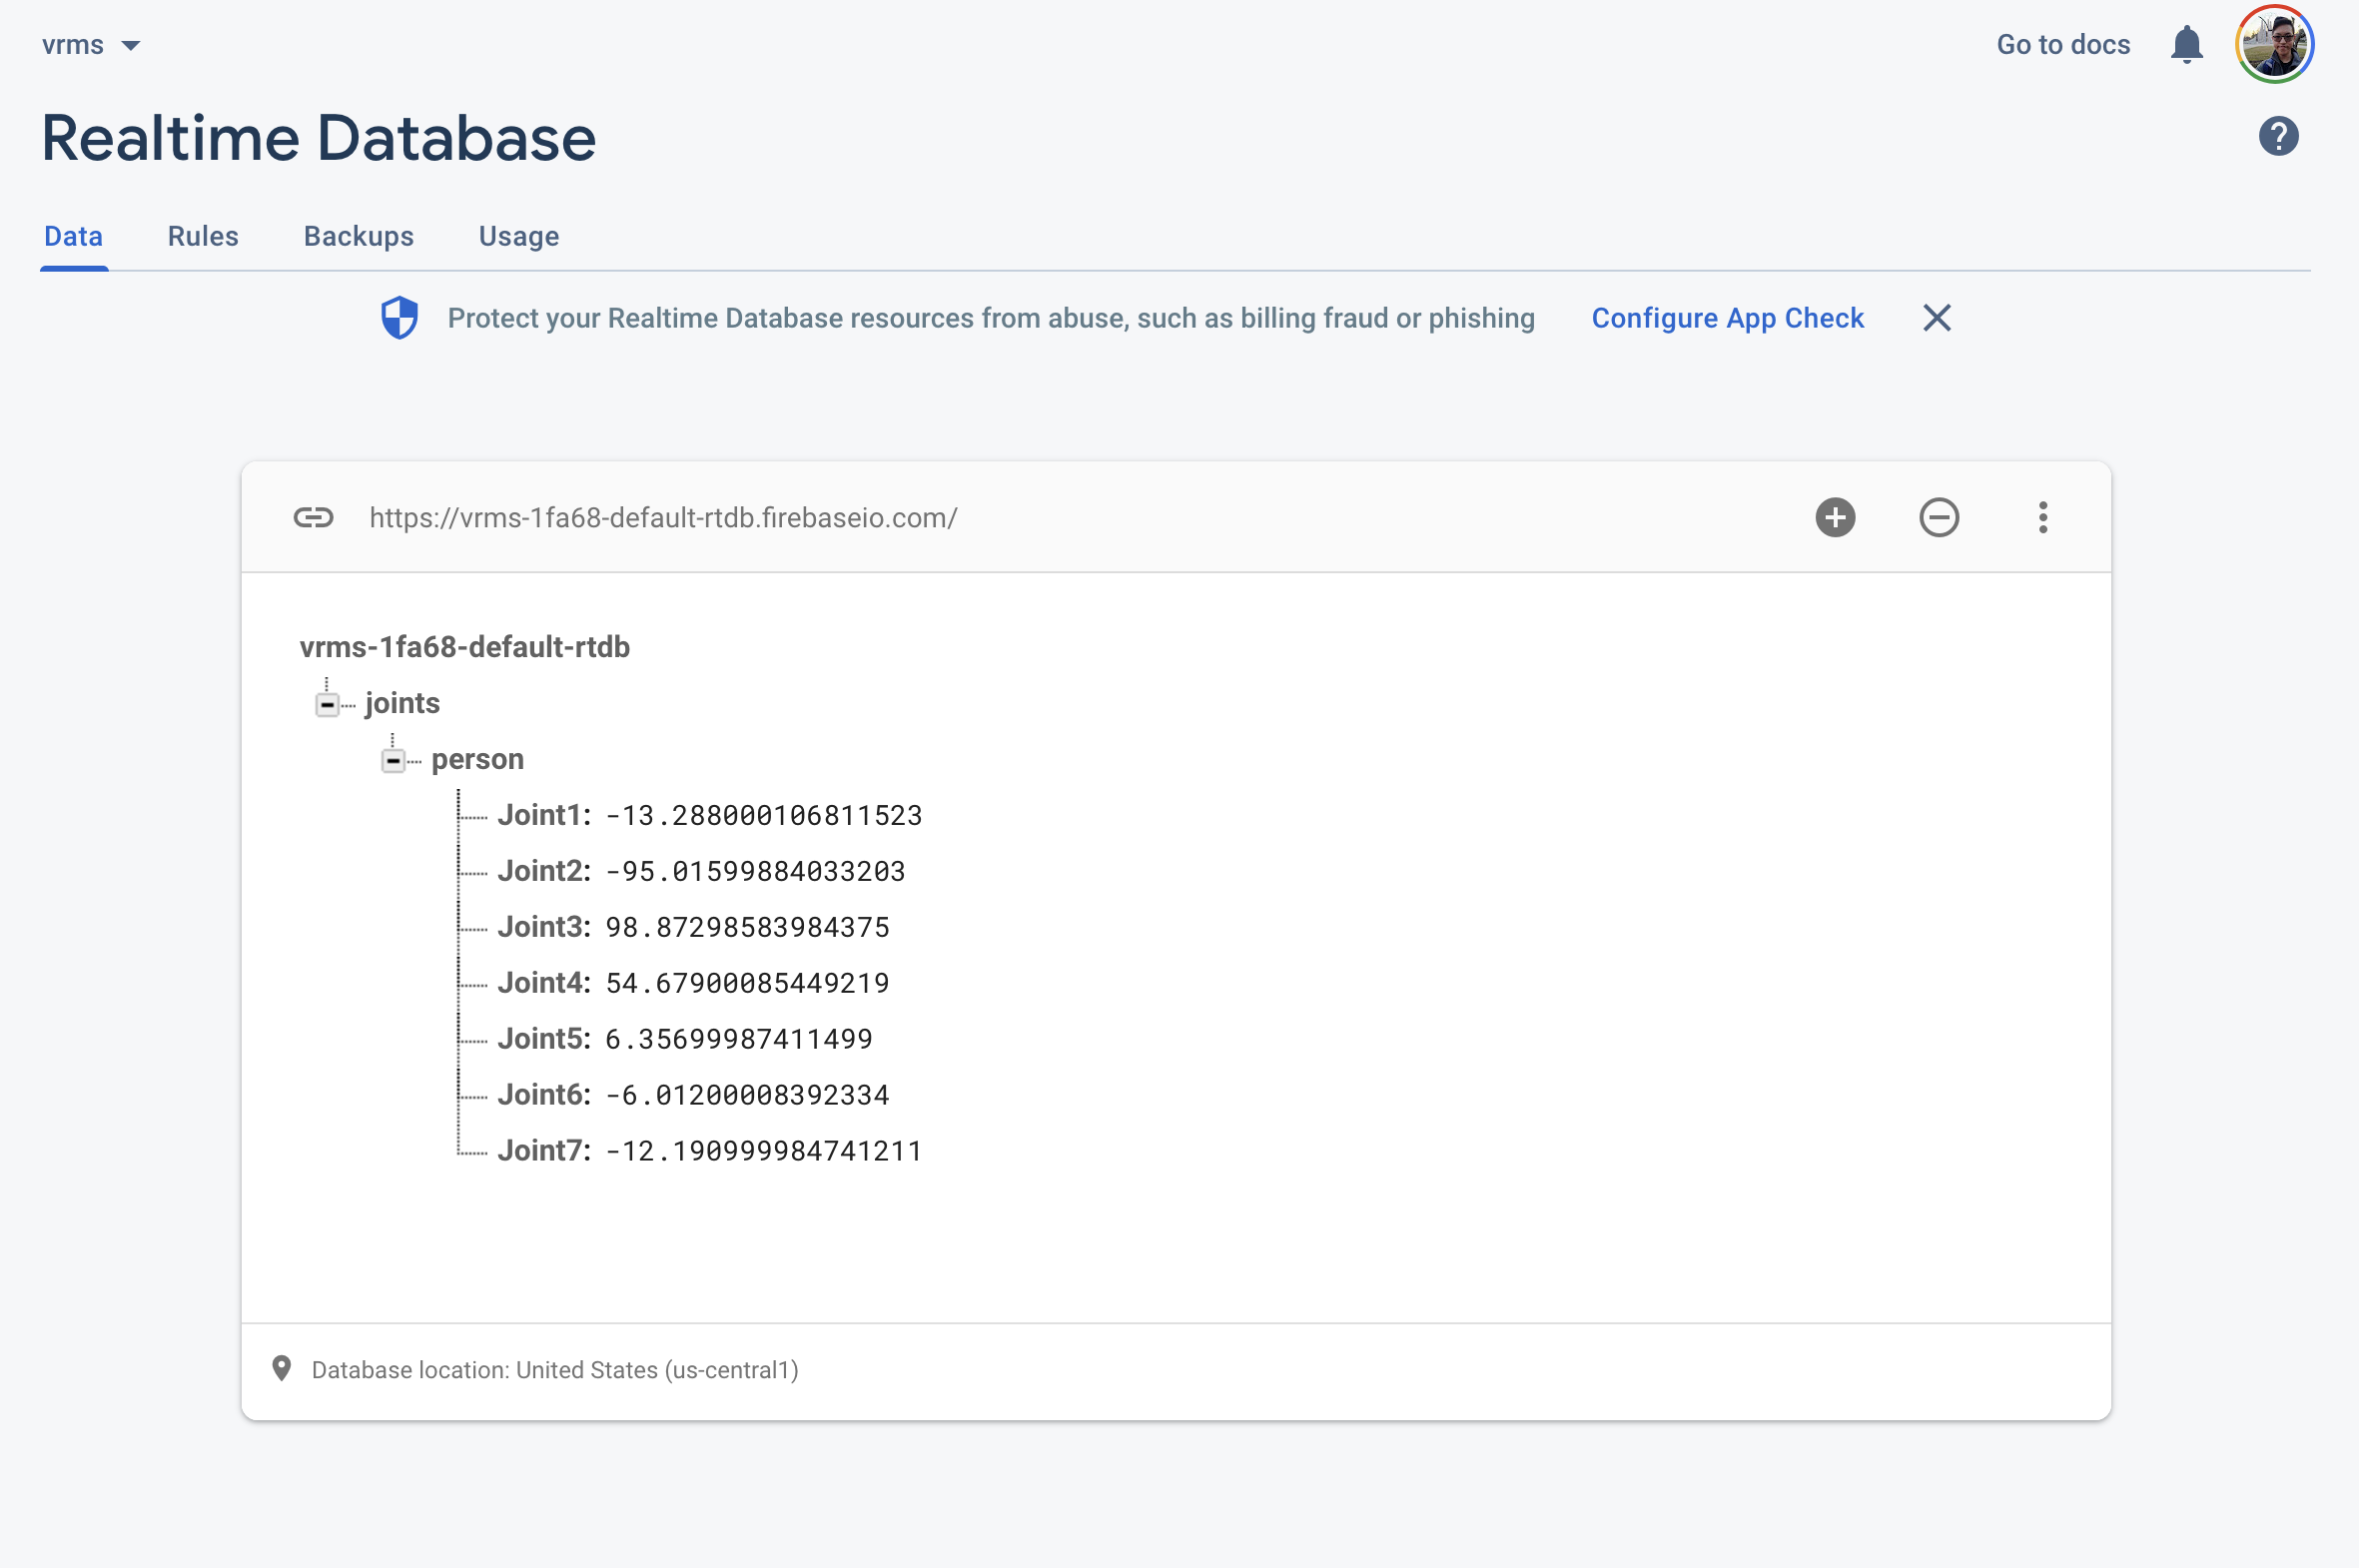 vrms
Go to docs
Realtime Database
Data Rules Backups Usage
Protect your Realtime Database resources from abuse, such as billing fraud or phishing Configure App Check
https://vrms-1fa68-default-rtdb.firebaseio.com/
vrms-1fa68-default-rtdb
joints
person
Joint1: -13.288000106811523
Joint2: -95.01599884033203
Joint3: 98.87298583984375
Joint4: 54.67900085449219
Joint5: 6.35699987411499
Joint6: -6.01200008392334
Joint7: -12.190999984741211
Database location: United States (us-central1)